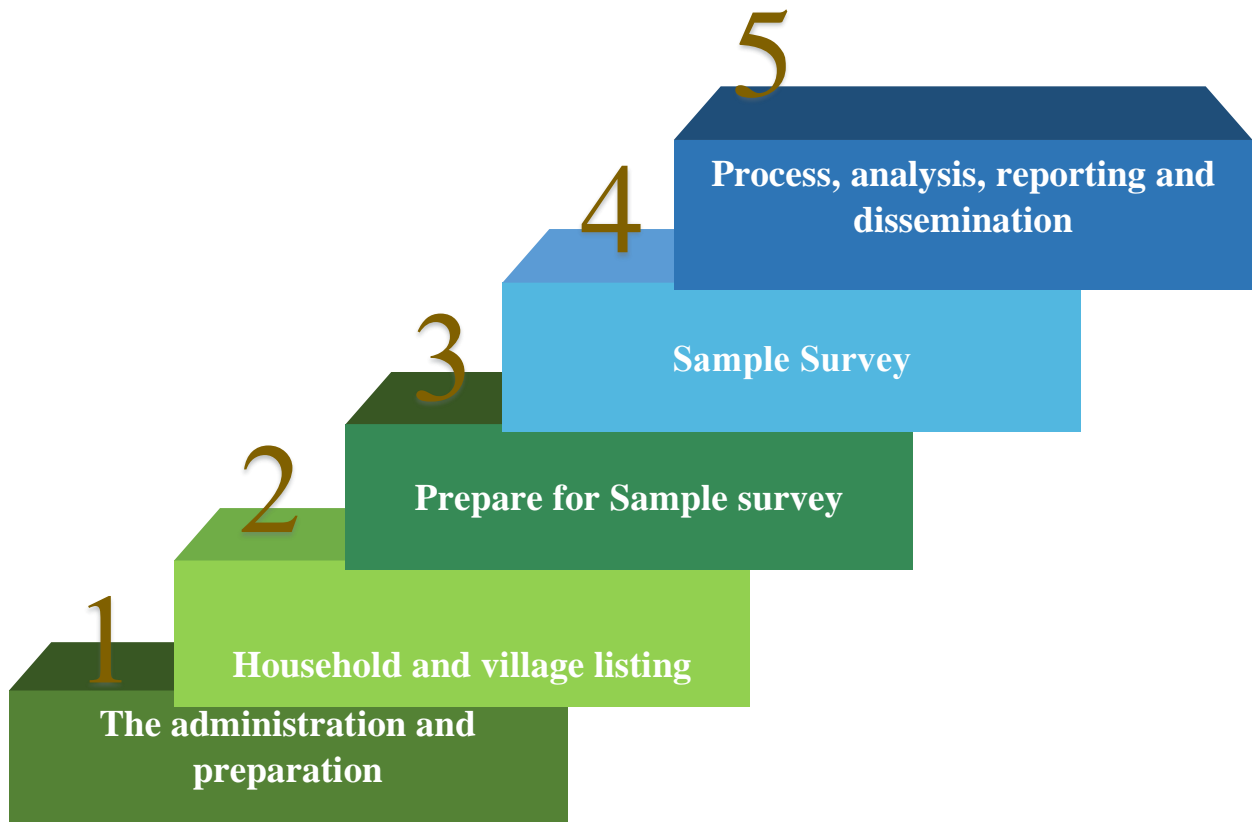 5
Process, analysis, reporting and
dissemination
4
Sample Survey
3
Prepare for Sample survey
2
Household and village listing
1
The administration and
preparation